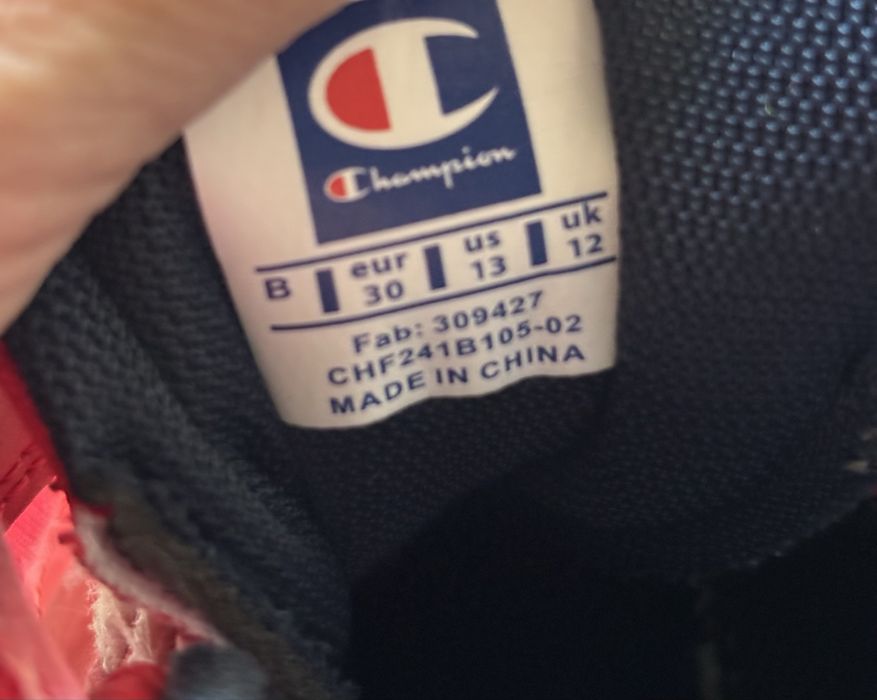 Champion
B eur 30 us 13 uk 12
Fab: 309427
CHF241B105-02
MADE IN CHINA